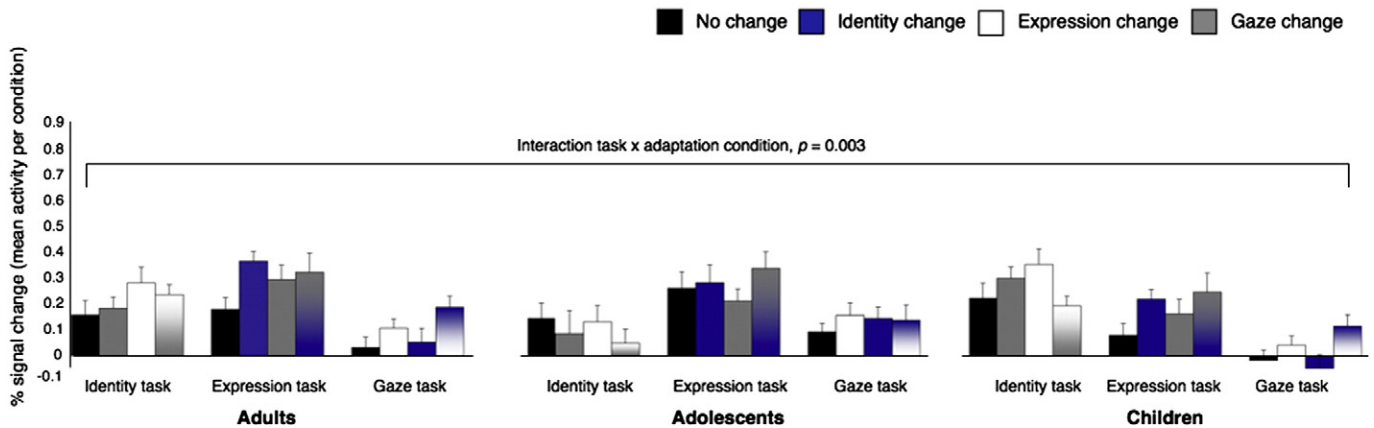 No change Identity change Expression change Gaze change
% signal change (mean activity per condition)
0.9
0.8
0.7
0.6
0.5
0.4
0.3
0.2
0.1
0
-0.1
Interaction task x adaptation condition, p = 0.003
Identity task Expression task Gaze task Identity task Expression task Gaze task Identity task Expression task Gaze task
Adults Adolescents Children